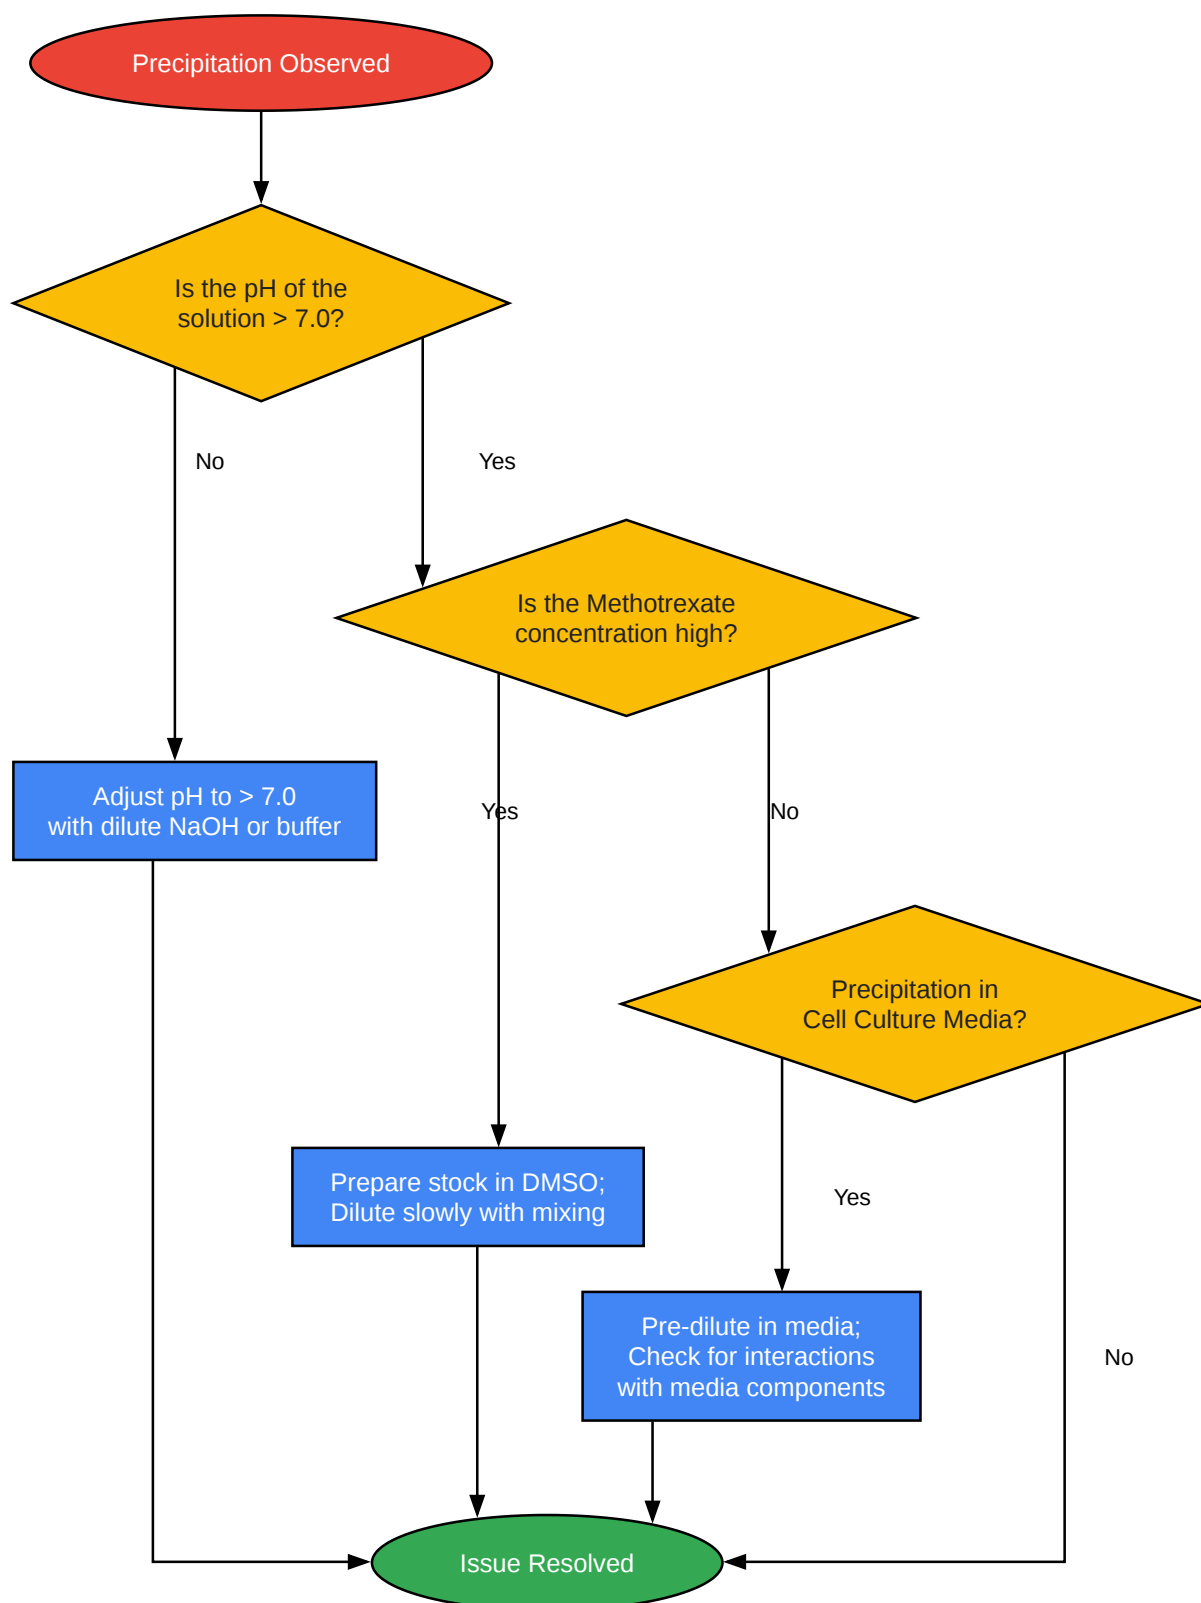 Precipitation Observed
Is the pH of the
solution > 7.0?
No
Yes
Is the Methotrexate
concentration high?
Adjust pH to > 7.0
with dilute NaOH or buffer
Yes
No
Precipitation in
Cell Culture Media?
Prepare stock in DMSO;
Dilute slowly with mixing
Yes
Pre-dilute in media;
Check for interactions
with media components
No
Issue Resolved